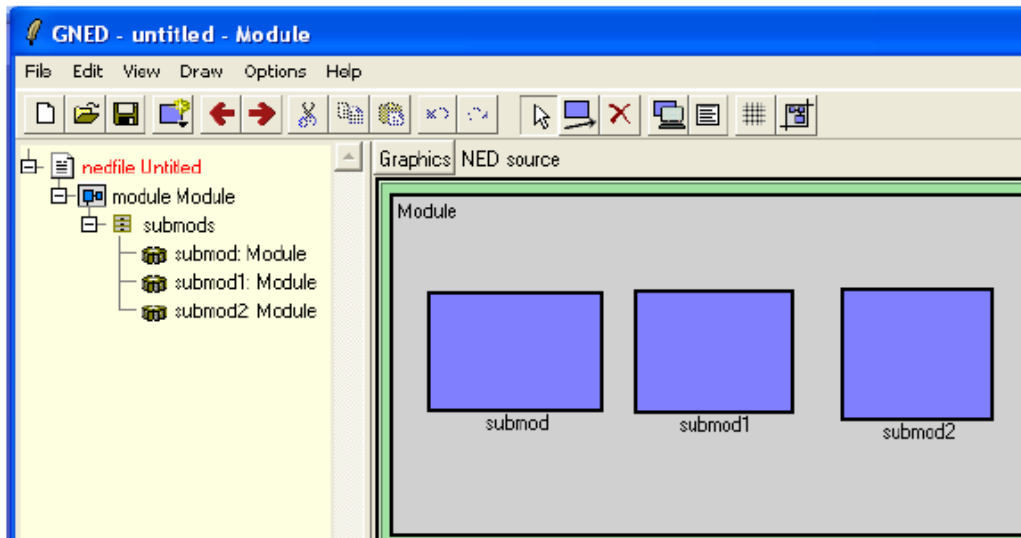 GNED - untitled - Module
File Edit View Draw Options Help
Graphics NED source
nedfile Untitled
module Module
submods
submod: Module
submod1: Module
submod2: Module
Module
submod
submod1
submod2